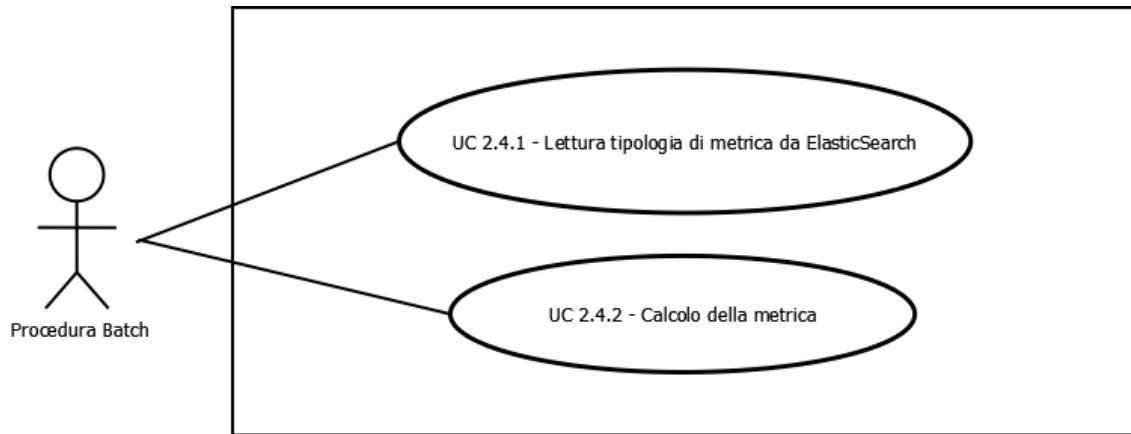 UC 2.4.1 - Lettura tipologia di metrica da ElasticSearch
UC 2.4.2 - Calcolo della metrica
Procedura Batch